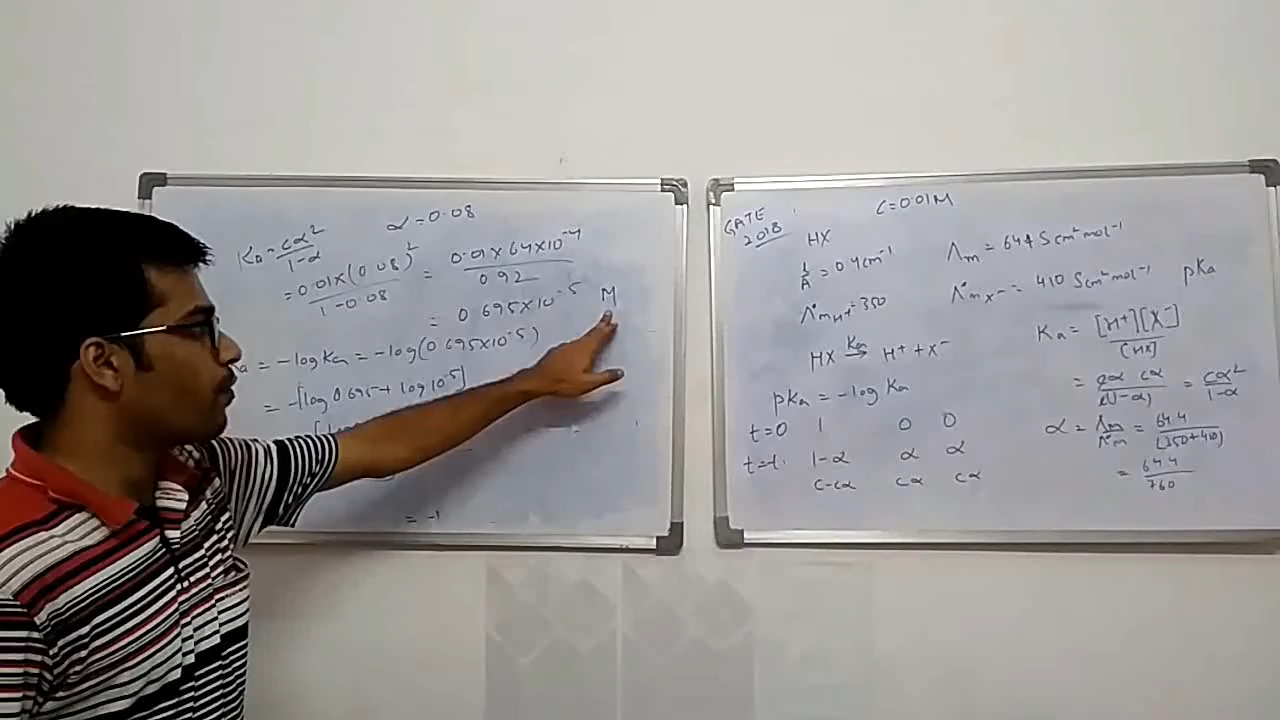 α = 0.08
Ka = cα²/1-α
= 0.01×(0.08)²/1-0.08 = 0.01×64×10⁻⁴/0.92
= 0.695×10⁻⁵ M
a = -log Ka = -log(0.695×10⁻⁵)
= -[log 0.695 + log 10⁻⁵]
= -1
GATE 2018
C = 0.01M
HX
l/A = 0.4 cm⁻¹
Λm = 64.4 S cm² mol⁻¹
Λ°m H+ = 350
Λ°m X⁻ = 410 S cm² mol⁻¹
pKa
HX Ka⇌ H⁺ + X⁻
Ka = [H⁺][X⁻]/[HX]
pKa = -log Ka
= cα cα/c(1-α) = cα²/1-α
t=0 1 0 0
α = Λm/Λ°m = 64.4/(350+410)
t=t 1-α α α
c-cα cα cα
= 64.4/760